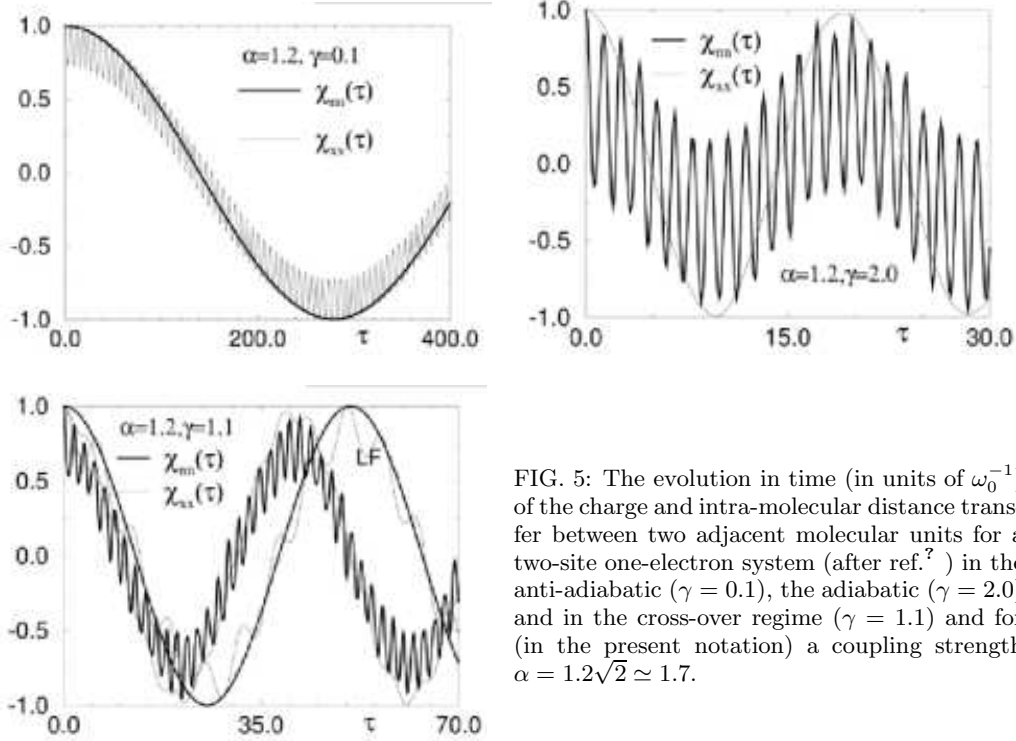 1.0
0.5
0.0
-0.5
-1.0
α=1.2, γ=0.1
χnn(τ)
χxx(τ)
0.0 200.0 τ 400.0
1.0
0.5
0.0
-0.5
-1.0
χnn(τ)
χxx(τ)
α=1.2,γ=2.0
0.0 15.0 τ 30.0
1.0
0.5
0.0
-0.5
-1.0
α=1.2,γ=1.1
χnn(τ)
χxx(τ)
LF
0.0 35.0 τ 70.0
FIG. 5: The evolution in time (in units of ω₀⁻¹)
of the charge and intra-molecular distance trans-
fer between two adjacent molecular units for a
two-site one-electron system (after ref.? ) in the
anti-adiabatic (γ = 0.1), the adiabatic (γ = 2.0)
and in the cross-over regime (γ = 1.1) and for
(in the present notation) a coupling strength
α = 1.2√2 ≃ 1.7.